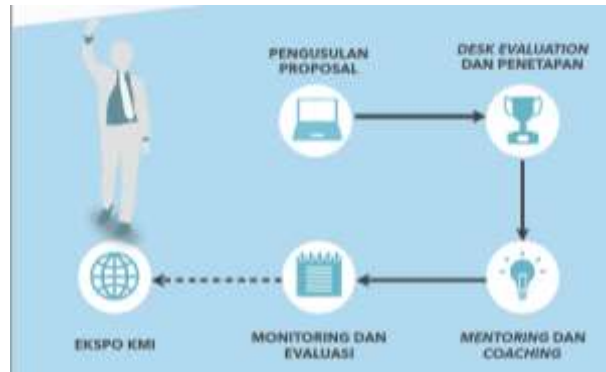 PENGUSULAN
PROPOSAL
DESK EVALUATION
DAN PENETAPAN
EKSPO KMI
MONITORING DAN
EVALUASI
MENTORING DAN
COACHING